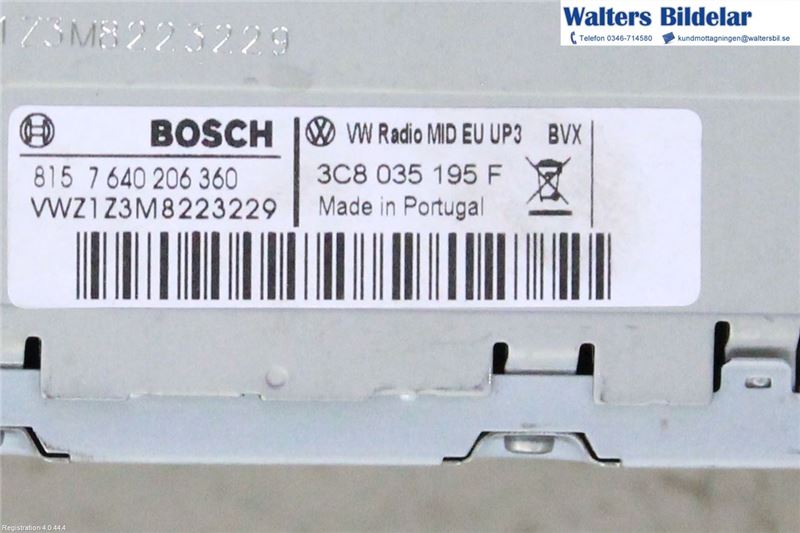 Walters Bildelar
Telefon 0346-714580 kundmottagningen@waltersbil.se
1Z3M8223229
BOSCH VW Radio MID EU UP3 BVX
815 7 640 206 360 3C8 035 195 F
VWZ1Z3M8223229 Made in Portugal
Registration 4.0.44.4